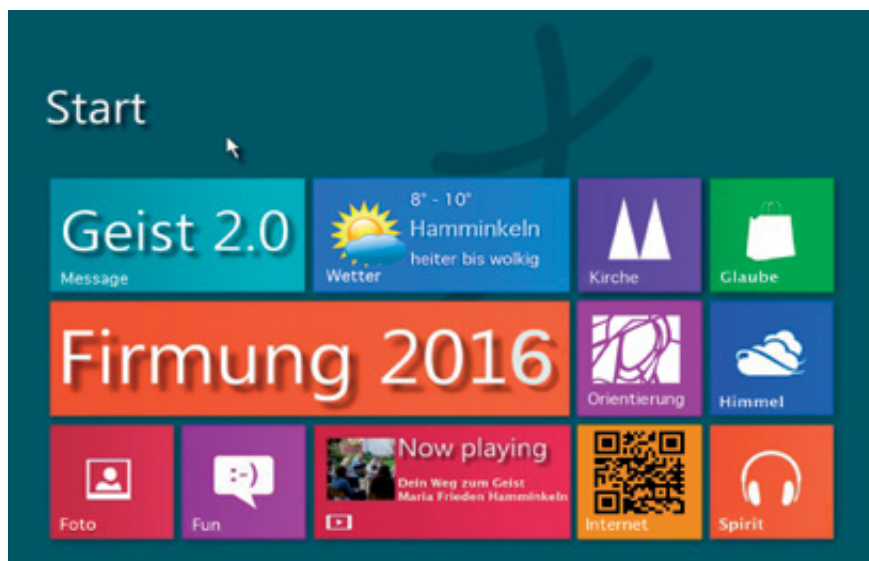 Start
Geist 2.0
Message
8° - 10°
Hamminkeln
heiter bis wolkig
Wetter
Kirche
Glaube
Firmung 2016
Orientierung
Himmel
Foto
:-)
Fun
Now playing
Dein Weg zum Geist
Maria Frieden Hamminkeln
Internet
Spirit